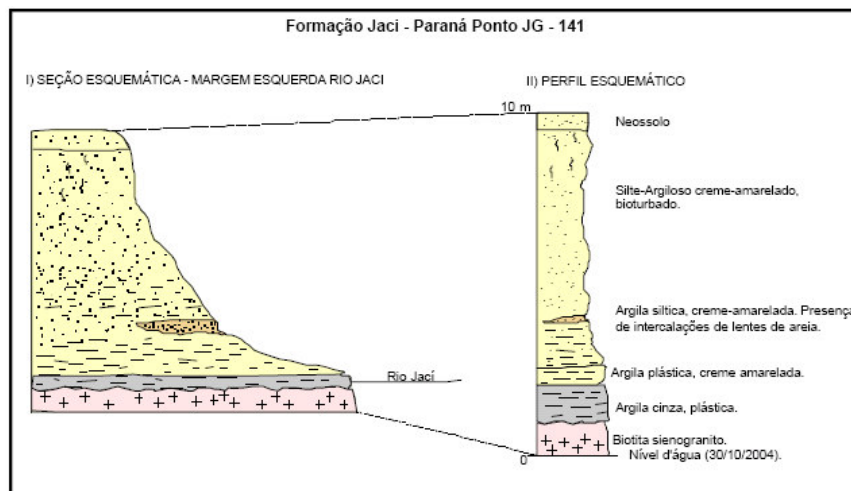 Formação Jaci - Paraná Ponto JG - 141
I) SEÇÃO ESQUEMÁTICA - MARGEM ESQUERDA RIO JACI
II) PERFIL ESQUEMÁTICO
10 m
Neossolo
Silte-Argiloso creme-amarelado,
bioturbado.
Argila siltica, creme-amarelada. Presença
de intercalações de lentes de areia.
Rio Jací
Argila plástica, creme amarelada.
Argila cinza, plástica.
Biotita sienogranito.
Nível d'água (30/10/2004).
0